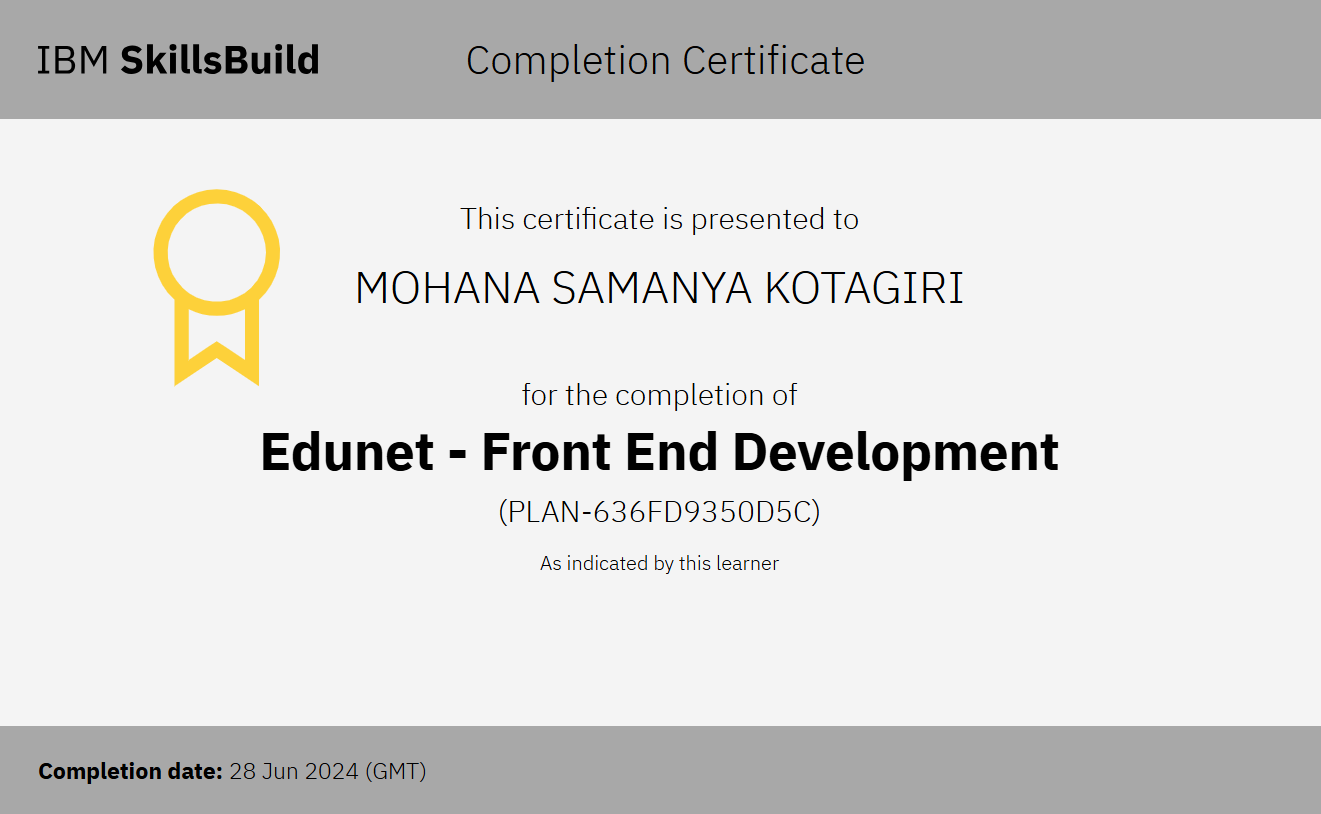 IBM SkillsBuild
Completion Certificate
This certificate is presented to
MOHANA SAMANYA KOTAGIRI
for the completion of
Edunet - Front End Development
(PLAN-636FD9350D5C)
As indicated by this learner
Completion date: 28 Jun 2024 (GMT)